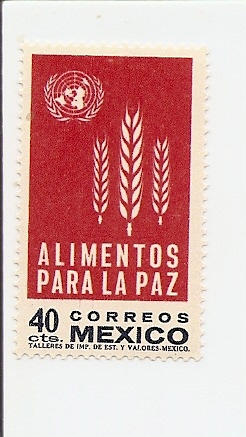 ALIMENTOS
PARA LA PAZ
40 CORREOS
cts. MEXICO
TALLERES DE IMP. DE EST. Y VALORES-MEXICO.